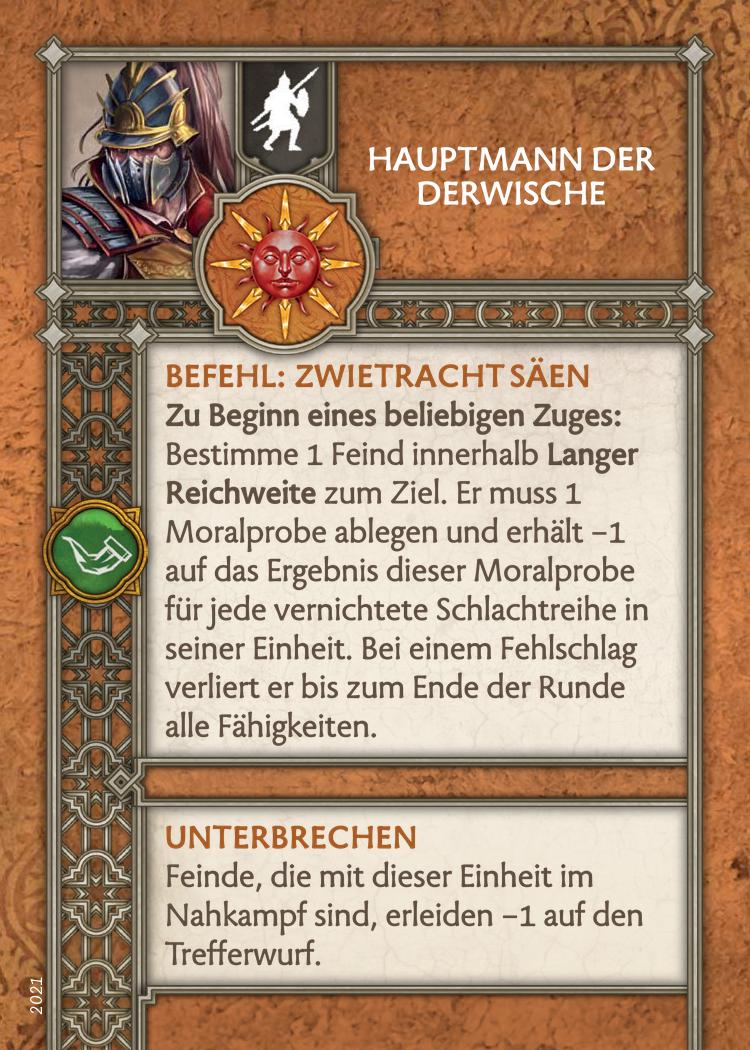 HAUPTMANN DER
DERWISCHE
BEFEHL: ZWIETRACHT SÄEN
Zu Beginn eines beliebigen Zuges:
Bestimme 1 Feind innerhalb Langer
Reichweite zum Ziel. Er muss 1
Moralprobe ablegen und erhält –1
auf das Ergebnis dieser Moralprobe
für jede vernichtete Schlachtreihe in
seiner Einheit. Bei einem Fehlschlag
verliert er bis zum Ende der Runde
alle Fähigkeiten.
UNTERBRECHEN
Feinde, die mit dieser Einheit im
Nahkampf sind, erleiden –1 auf den
Trefferwurf.
2021